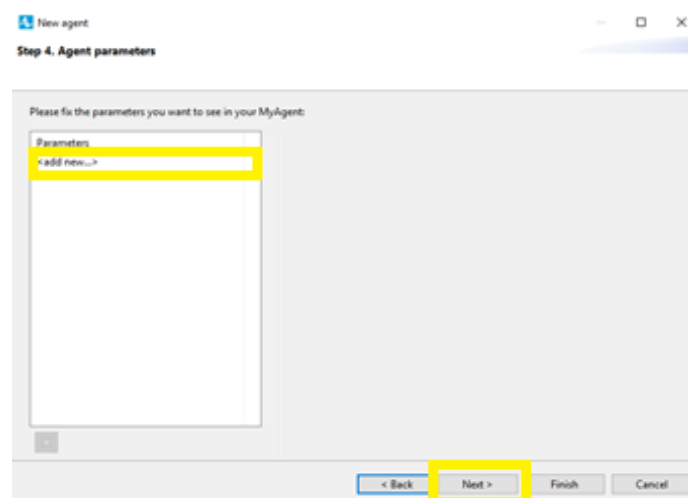 New agent
Step 4. Agent parameters
Please fix the parameters you want to see in your MyAgent:
Parameters
<add new...>
< Back
Next >
Finish
Cancel